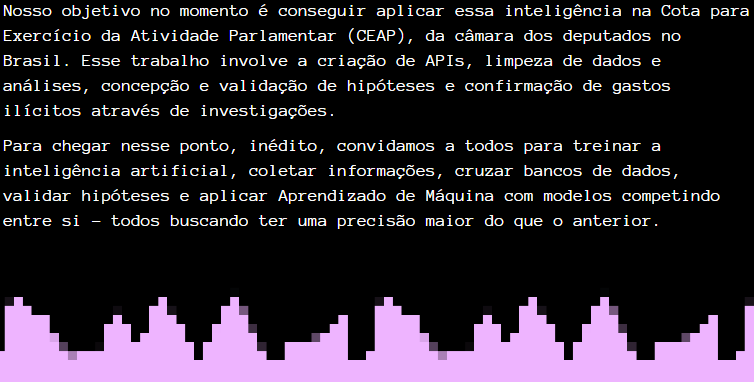 Nosso objetivo no momento é conseguir aplicar essa inteligência na Cota para
Exercício da Atividade Parlamentar (CEAP), da câmara dos deputados no
Brasil. Esse trabalho involve a criação de APIs, limpeza de dados e
análises, concepção e validação de hipóteses e confirmação de gastos
ilícitos através de investigações.
Para chegar nesse ponto, inédito, convidamos a todos para treinar a
inteligência artificial, coletar informações, cruzar bancos de dados,
validar hipóteses e aplicar Aprendizado de Máquina com modelos competindo
entre si – todos buscando ter uma precisão maior do que o anterior.